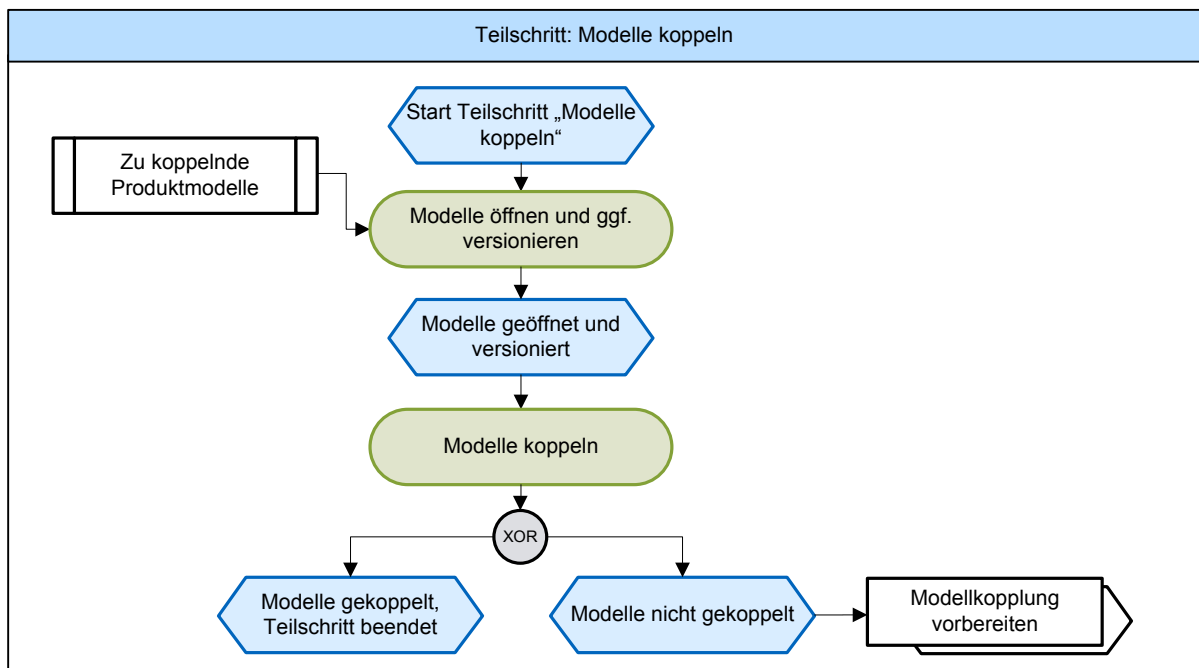 Teilschritt: Modelle koppeln
Start Teilschritt „Modelle
koppeln“
Zu koppelnde
Produktmodelle
Modelle öffnen und ggf.
versionieren
Modelle geöffnet und
versioniert
Modelle koppeln
XOR
Modelle gekoppelt,
Teilschritt beendet
Modelle nicht gekoppelt
Modellkopplung
vorbereiten